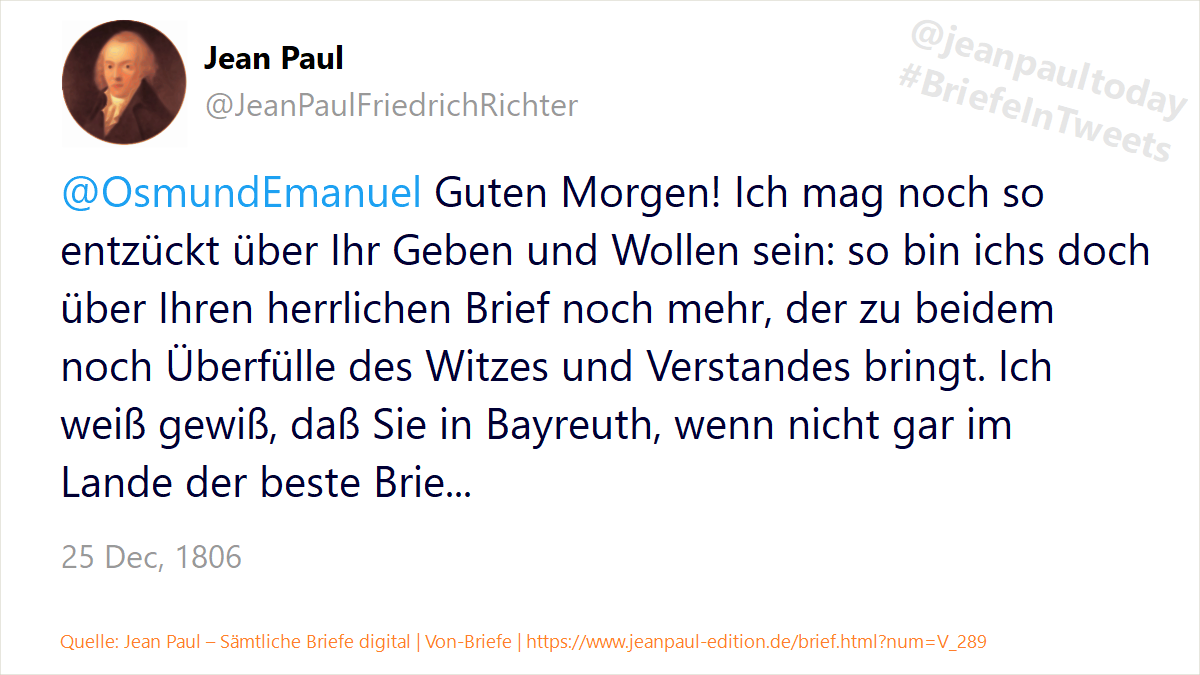 Jean Paul
@JeanPaulFriedrichRichter
@jeanpaultoday
#BriefeInTweets
@OsmundEmanuel Guten Morgen! Ich mag noch so
entzückt über Ihr Geben und Wollen sein: so bin ichs doch
über Ihren herrlichen Brief noch mehr, der zu beidem
noch Überfülle des Witzes und Verstandes bringt. Ich
weiß gewiß, daß Sie in Bayreuth, wenn nicht gar im
Lande der beste Brie...
25 Dec, 1806
Quelle: Jean Paul – Sämtliche Briefe digital | Von-Briefe | https://www.jeanpaul-edition.de/brief.html?num=V_289